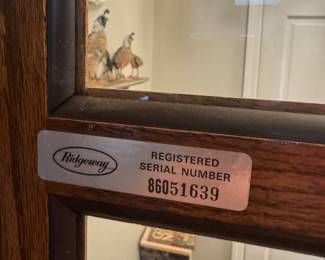 Ridgeway
REGISTERED
SERIAL NUMBER
86051639